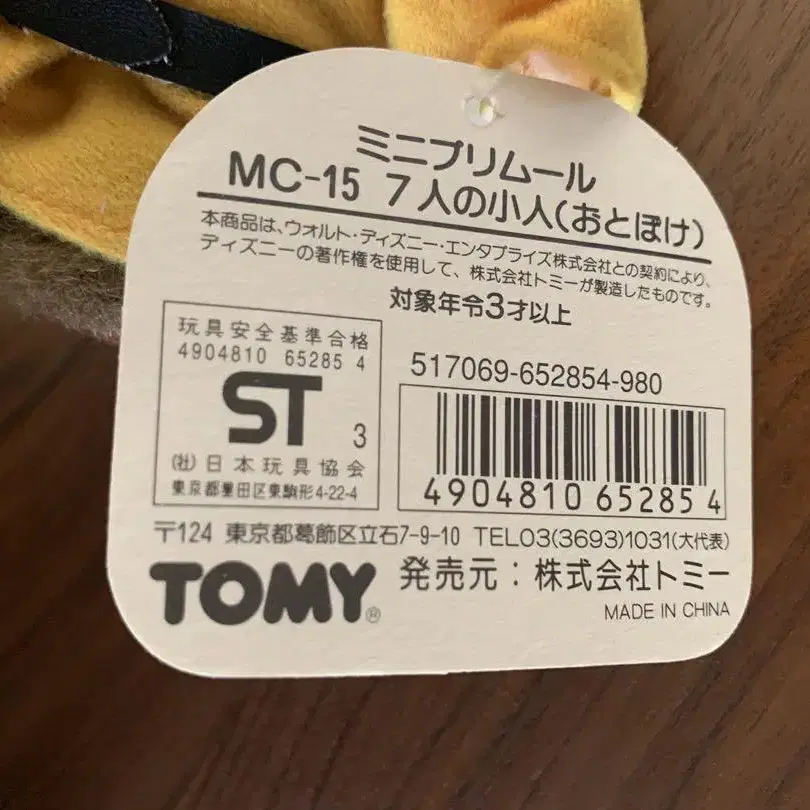 ミニプリムール
MC-15 7人の小人(おとぼけ)
本商品は、ウォルト・ディズニー・エンタプライズ株式会社との契約により、
ディズニーの著作権を使用して、株式会社トミーが製造したものです。
対象年令3才以上
玩具安全基準合格
4904810 65285 4
ST 3
(社)日本玩具協会
東京都墨田区東駒形4-22-4
517069-652854-980
4904810 65285 4
〒124 東京都葛飾区立石7-9-10 TEL03(3693)1031(大代表)
TOMY® 発売元:株式会社トミー
MADE IN CHINA